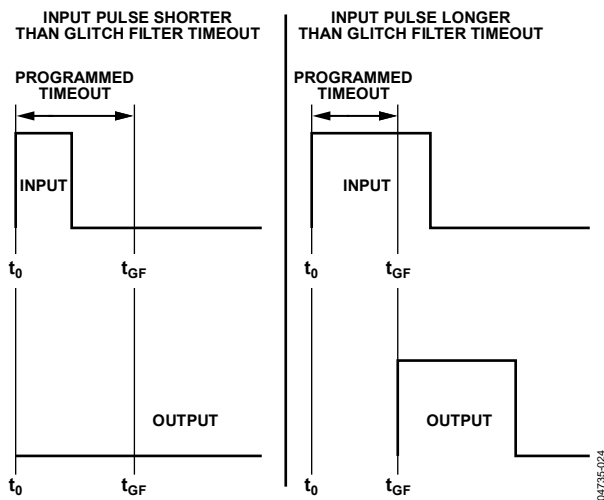 INPUT PULSE SHORTER
THAN GLITCH FILTER TIMEOUT
INPUT PULSE LONGER
THAN GLITCH FILTER TIMEOUT
PROGRAMMED
TIMEOUT
PROGRAMMED
TIMEOUT
INPUT
INPUT
t0
tGF
t0
tGF
OUTPUT
OUTPUT
t0
tGF
t0
tGF
04735-024